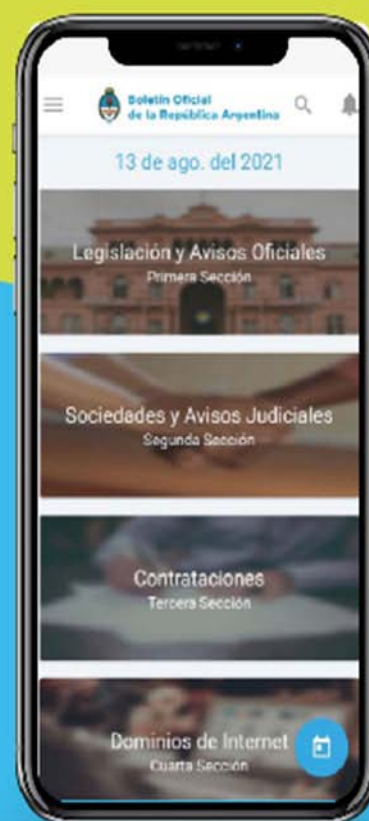 Boletín Oficial
de la República Argentina
13 de ago. del 2021
Legislación y Avisos Oficiales
Primera Sección
Sociedades y Avisos Judiciales
Segunda Sección
Contrataciones
Tercera Sección
Dominios de Internet
Cuarta Sección